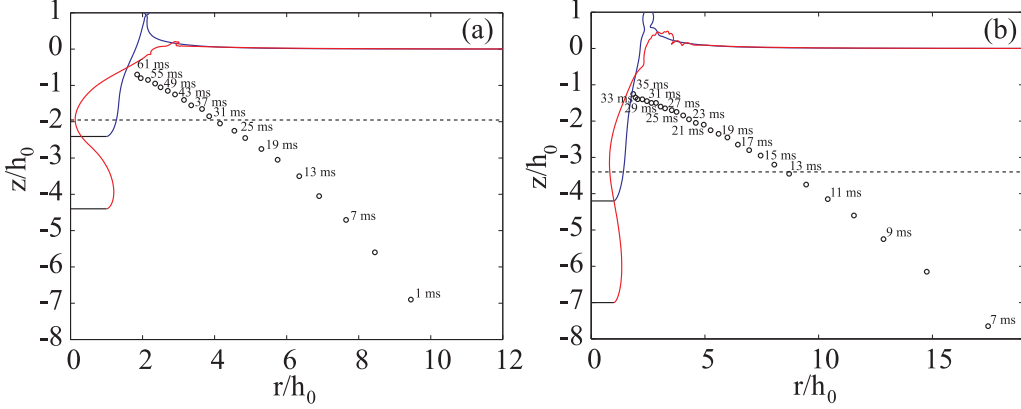 (a)
1
0
-1
-2
-3
-4
-5
-6
-7
-8
z/h0
61 ms
55 ms
49 ms
43 ms
37 ms
31 ms
25 ms
19 ms
13 ms
7 ms
1 ms
0 2 4 6 8 10 12
r/h0
(b)
1
0
-1
-2
-3
-4
-5
-6
-7
-8
z/h0
35 ms
33 ms 31 ms
29 ms 27 ms
25 ms 23 ms
21 ms 19 ms
17 ms
15 ms
13 ms
11 ms
9 ms
7 ms
0 5 10 15
r/h0